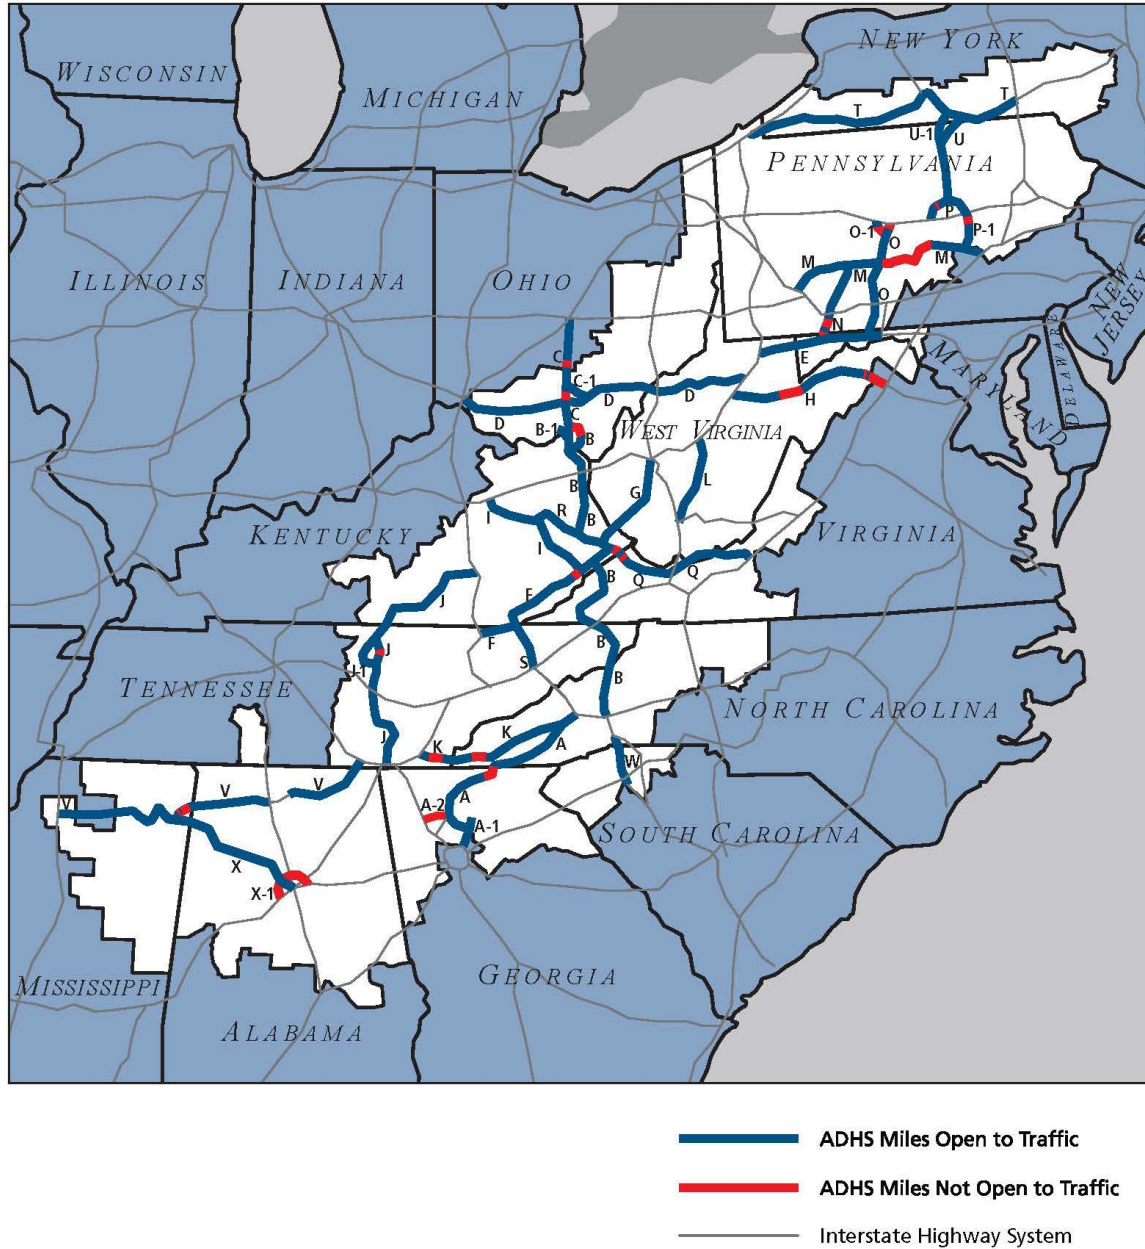 NEW YORK
WISCONSIN
MICHIGAN
T
T
U-1
U
PENNSYLVANIA
P
O-1
P-1
O
M
M
M
O
ILLINOIS
INDIANA
OHIO
NEW
JERSEY
N
DELAWARE
MARYLAND
E
C
C-1
D
D
H
D
C
B-1
B
WEST VIRGINIA
B
G
L
I
R
B
KENTUCKY
VIRGINIA
I
B
Q
Q
J
F
F
B
S
J
J-1
B
TENNESSEE
NORTH CAROLINA
J
K
K
A
W
V
V
V
A
A-2
A-1
SOUTH CAROLINA
X
X-1
MISSISSIPPI
GEORGIA
ALABAMA
ADHS Miles Open to Traffic
ADHS Miles Not Open to Traffic
Interstate Highway System